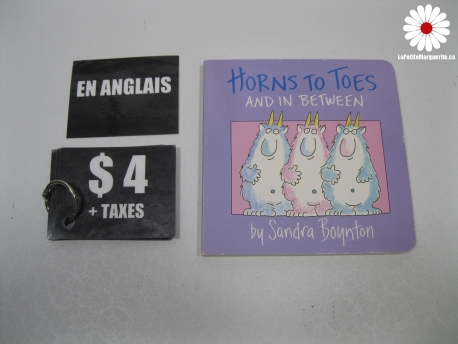 EN ANGLAIS
$ 4
+ TAXES
HORNS TO TOES
AND IN BETWEEN
by Sandra Boynton
LaPetiteMarguerite.ca